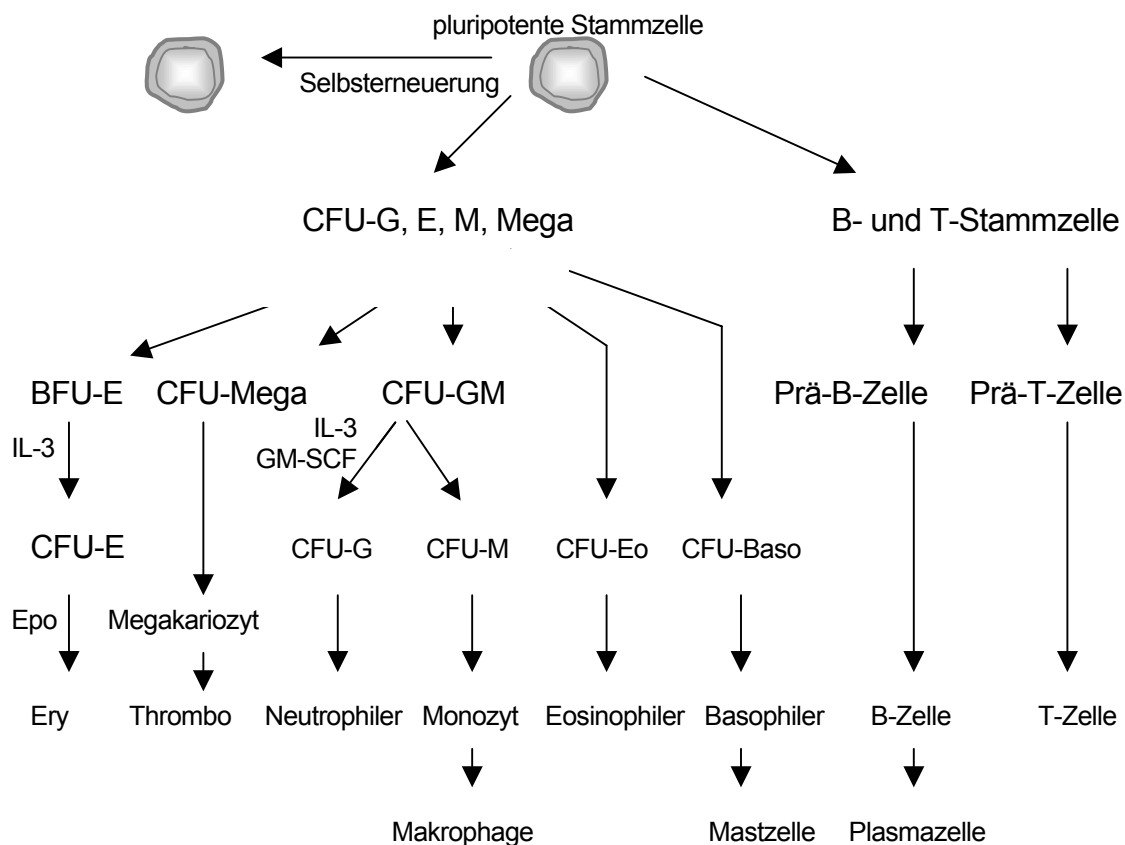 pluripotente Stammzelle
Selbsterneuerung
CFU-G, E, M, Mega
B- und T-Stammzelle
BFU-E
CFU-Mega
CFU-GM
Prä-B-Zelle
Prä-T-Zelle
IL-3
IL-3
GM-SCF
CFU-E
CFU-G
CFU-M
CFU-Eo
CFU-Baso
Epo
Megakariozyt
Ery
Thrombo
Neutrophiler
Monozyt
Eosinophiler
Basophiler
B-Zelle
T-Zelle
Makrophage
Mastzelle
Plasmazelle